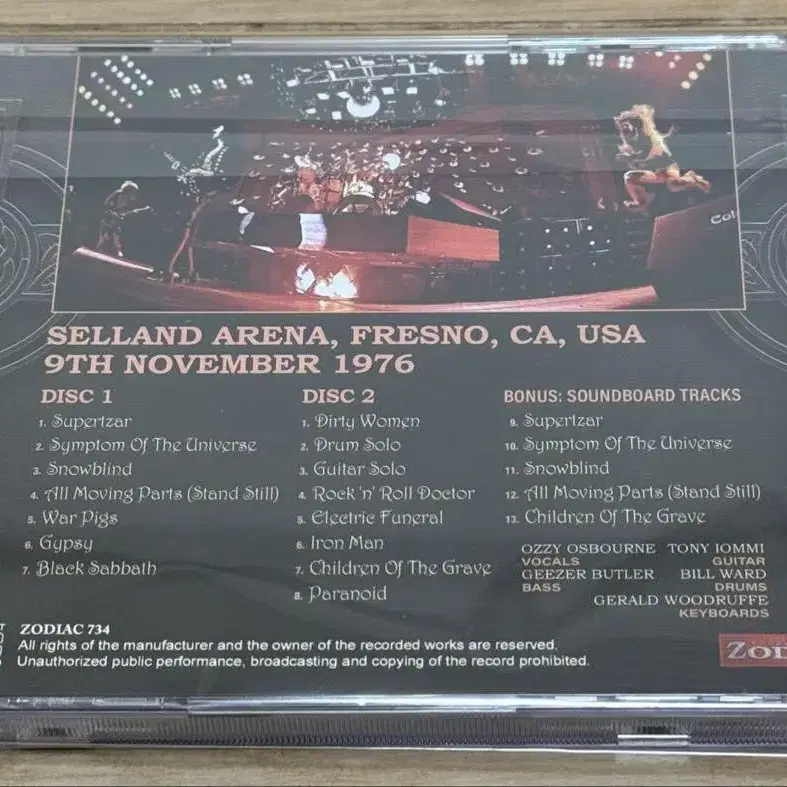 SELLAND ARENA, FRESNO, CA, USA
9TH NOVEMBER 1976
DISC 1
1. Supertzar
2. Symptom Of The Universe
3. Snowblind
4. All Moving Parts (Stand Still)
5. War Pigs
6. Gypsy
7. Black Sabbath
DISC 2
1. Dirty Women
2. Drum Solo
3. Guitar Solo
4. Rock 'n' Roll Doctor
5. Electric Funeral
6. Iron Man
7. Children Of The Grave
8. Paranoid
BONUS: SOUNDBOARD TRACKS
9. Supertzar
10. Symptom Of The Universe
11. Snowblind
12. All Moving Parts (Stand Still)
13. Children Of The Grave
OZZY OSBOURNE TONY IOMMI
VOCALS GUITAR
GEEZER BUTLER BILL WARD
BASS DRUMS
GERALD WOODRUFFE
KEYBOARDS
ZODIAC 734
All rights of the manufacturer and the owner of the recorded works are reserved.
Unauthorized public performance, broadcasting and copying of the record prohibited.